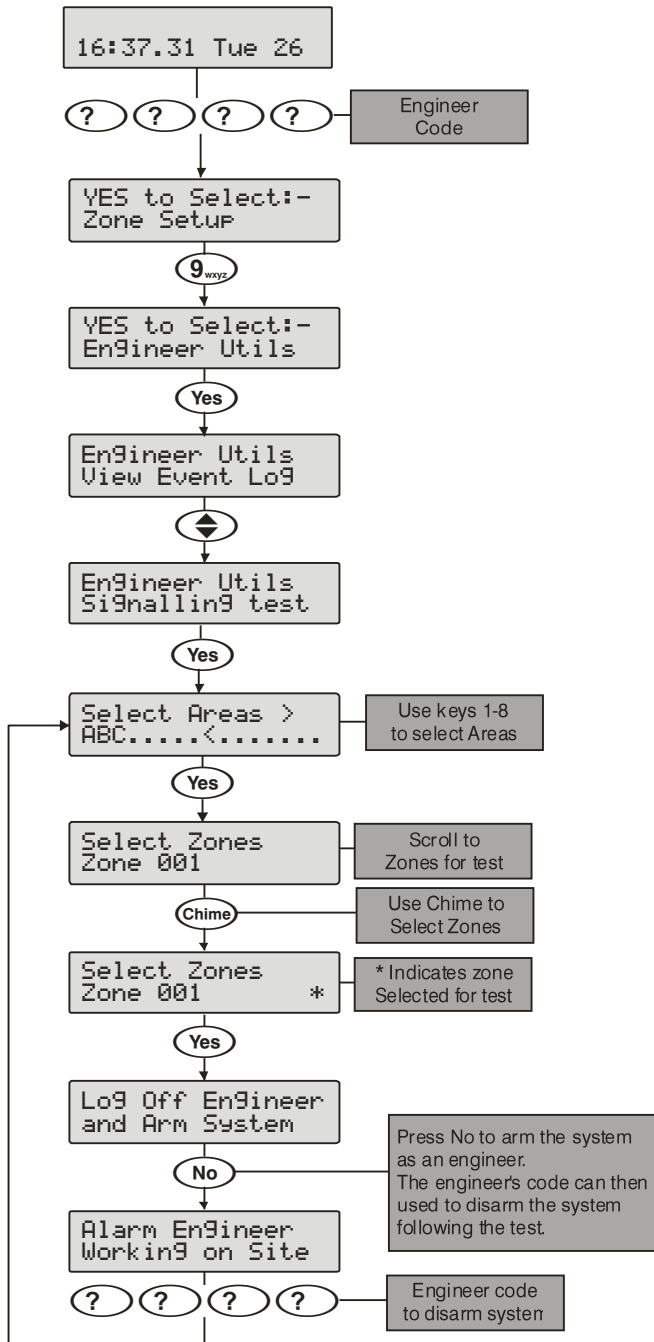 16:37.31 Tue 26
? ? ? ?
Engineer
Code
YES to Select:-
Zone Setup
9wxyz
YES to Select:-
Engineer Utils
Yes
Engineer Utils
View Event Log
Engineer Utils
Signalling test
Yes
Select Areas >
ABC.....<.......
Use keys 1-8
to select Areas
Yes
Select Zones
Zone 001
Scroll to
Zones for test
Chime
Use Chime to
Select Zones
Select Zones
Zone 001 *
* Indicates zone
Selected for test
Yes
Log Off Engineer
and Arm System
No
Press No to arm the system
as an engineer.
The engineer's code can then
used to disarm the system
following the test.
Alarm Engineer
Working on Site
? ? ? ?
Engineer code
to disarm system